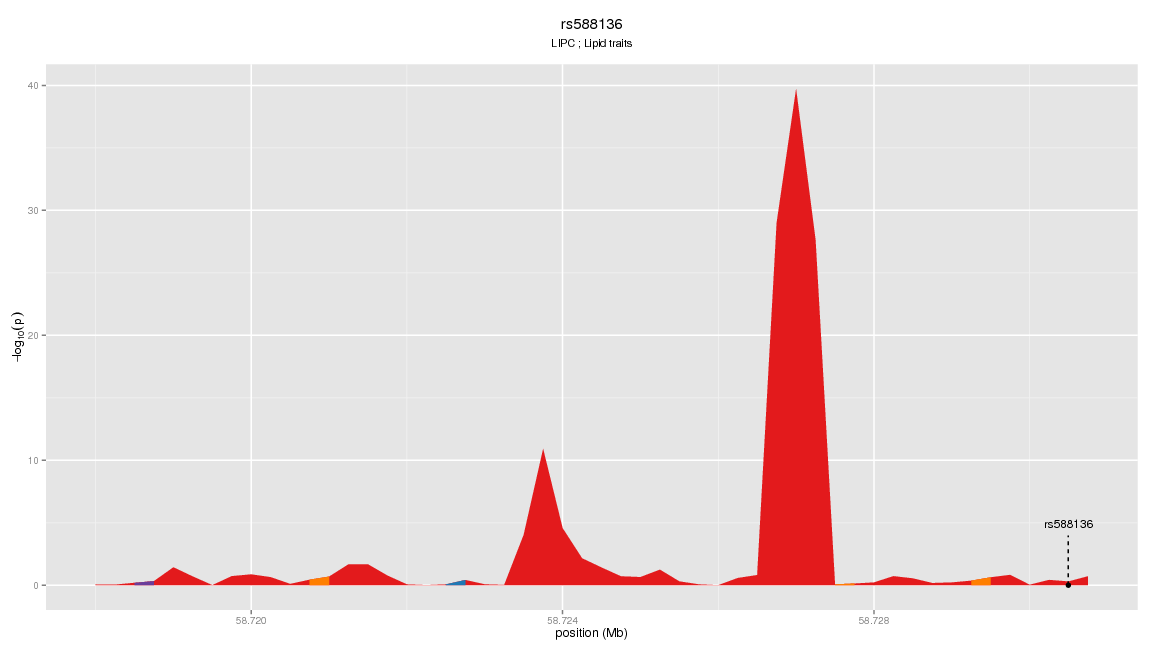 rs588136
LIPC ; Lipid traits
40
30
20
10
0
−log10(p)
rs588136
58.720
58.724
58.728
position (Mb)